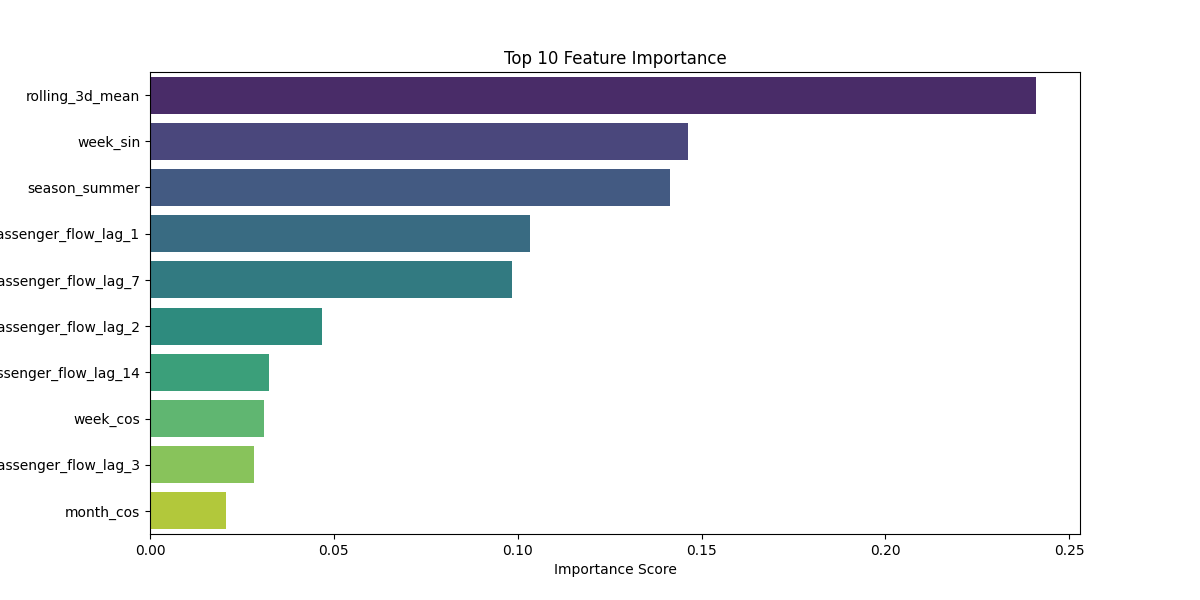 Top 10 Feature Importance
rolling_3d_mean
week_sin
season_summer
assenger_flow_lag_1
assenger_flow_lag_7
assenger_flow_lag_2
ssenger_flow_lag_14
week_cos
assenger_flow_lag_3
month_cos
0.00 0.05 0.10 0.15 0.20 0.25
Importance Score